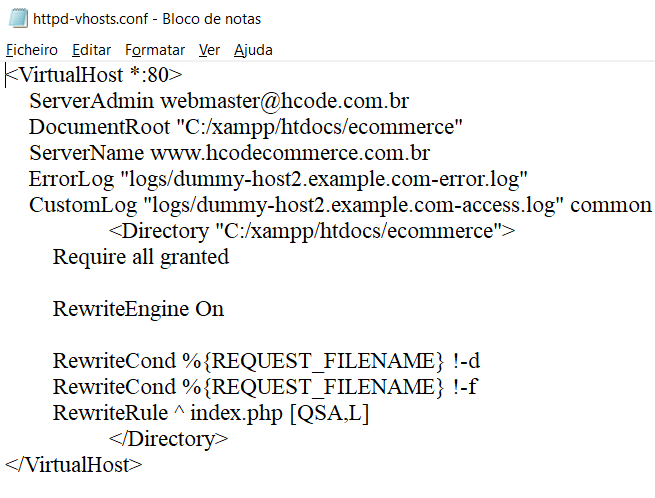 httpd-vhosts.conf - Bloco de notas
Ficheiro Editar Formatar Ver Ajuda
<VirtualHost *:80>
ServerAdmin webmaster@hcode.com.br
DocumentRoot "C:/xampp/htdocs/ecommerce"
ServerName www.hcodecommerce.com.br
ErrorLog "logs/dummy-host2.example.com-error.log"
CustomLog "logs/dummy-host2.example.com-access.log" common
<Directory "C:/xampp/htdocs/ecommerce">
Require all granted
RewriteEngine On
RewriteCond %{REQUEST_FILENAME} !-d
RewriteCond %{REQUEST_FILENAME} !-f
RewriteRule ^ index.php [QSA,L]
</Directory>
</VirtualHost>